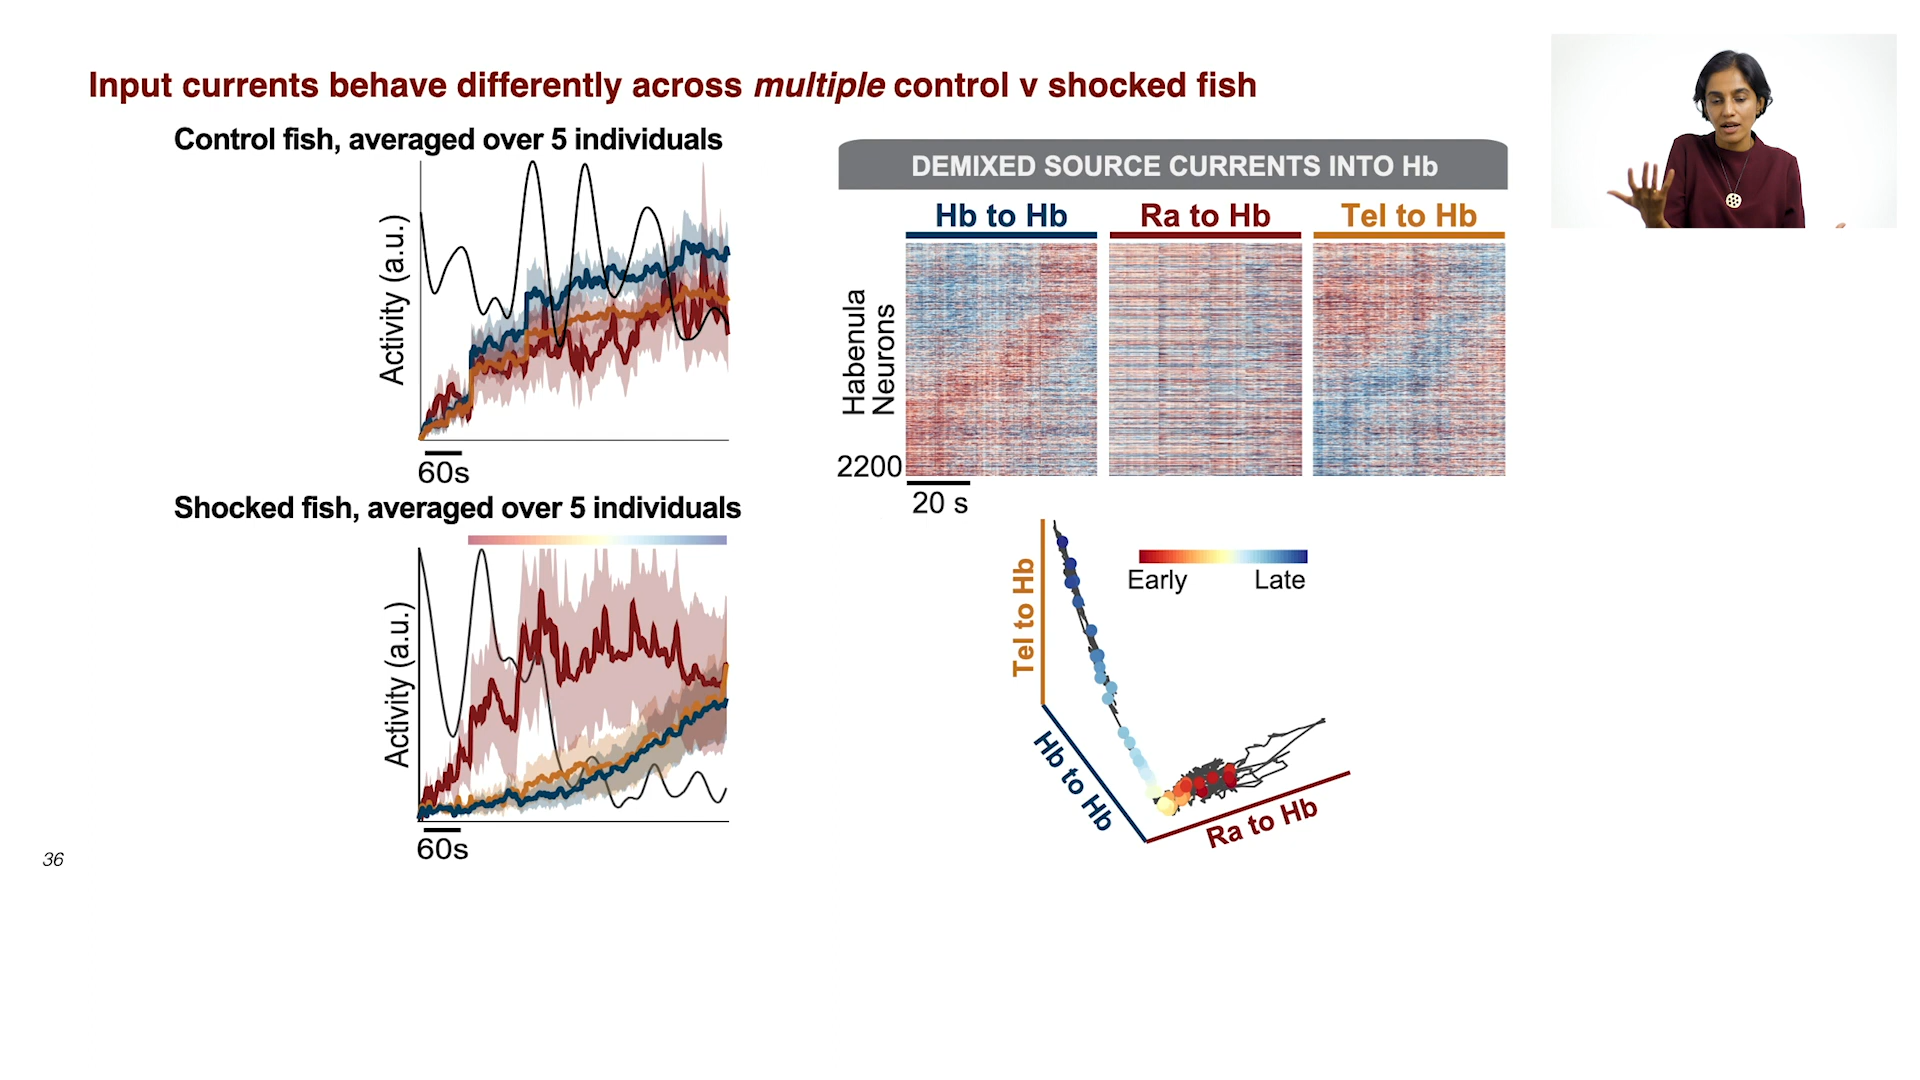 Input currents behave differently across multiple control v shocked fish
Control fish, averaged over 5 individuals
Activity (a.u.)
60s
Shocked fish, averaged over 5 individuals
Activity (a.u.)
60s
DEMIXED SOURCE CURRENTS INTO Hb
Hb to Hb
Ra to Hb
Tel to Hb
Habenula
Neurons
2200
20 s
Early
Late
Tel to Hb
Hb to Hb
Ra to Hb
36